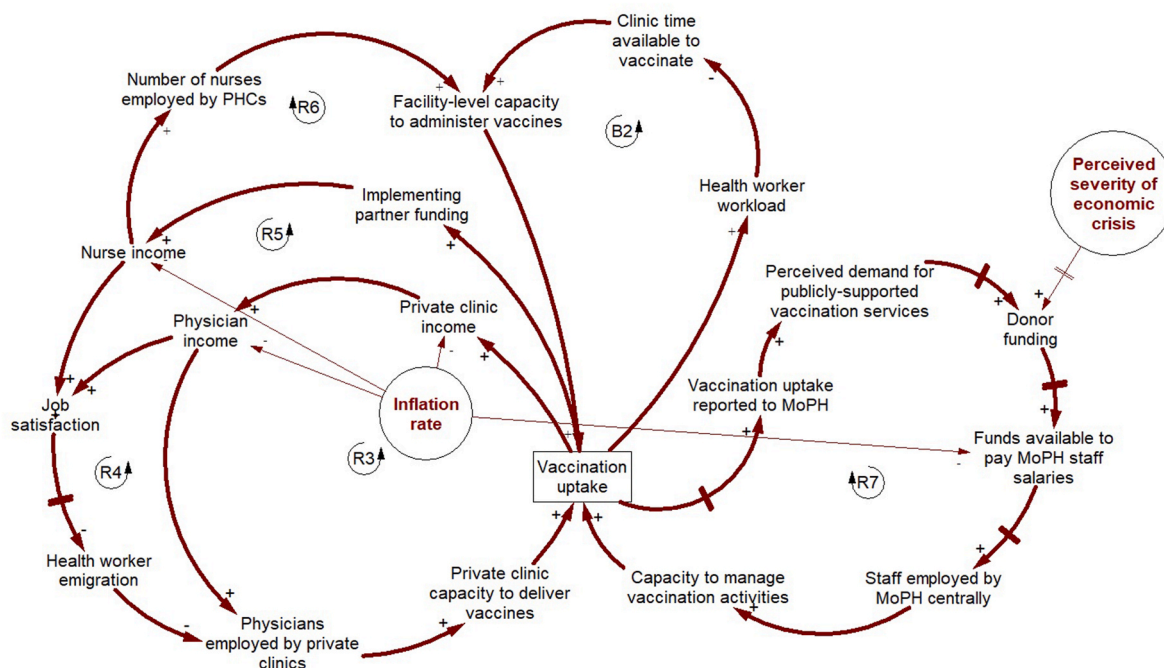 Clinic time
available to
vaccinate
-
Number of nurses
employed by PHCs
+
R6
+
+
Facility-level capacity
to administer vaccines
B2
Perceived
severity of
economic
crisis
Implementing
partner funding
+
Health worker
workload
+
R5
Nurse income
+
-
Perceived demand for
publicly-supported
vaccination services
+
+
+
Donor
funding
Physician
income
+
-
Private clinic
income
-
+
Vaccination uptake
reported to MoPH
+
+
+
+
Job
satisfaction
+
Inflation
rate
Funds available to
pay MoPH staff
salaries
-
R4
R3
+
Vaccination
uptake
R7
-
+
+
+
Health worker
emigration
-
+
Physicians
employed by private
clinics
+
Private clinic
capacity to deliver
vaccines
Capacity to manage
vaccination activities
+
Staff employed by
MoPH centrally